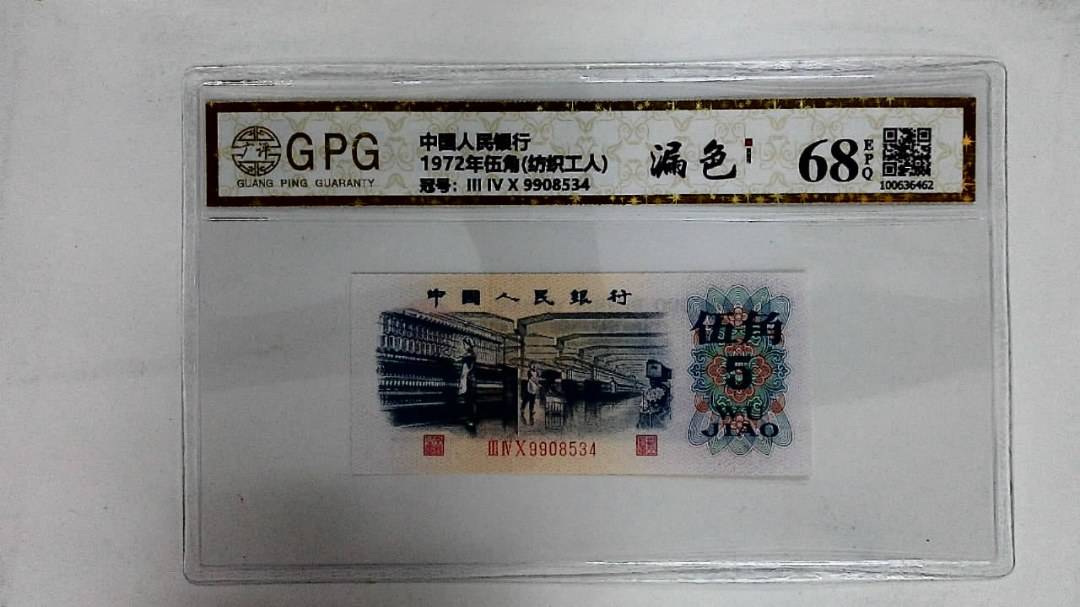 GPG
GUANG PING GUARANTY
中國人民銀行
1972年伍角(纺织工人)
冠号：III IV X 9908534
漏色
68
EPQ
100636462
中國人民銀行
伍角
5
WU
JIAO
III IV X 9908534